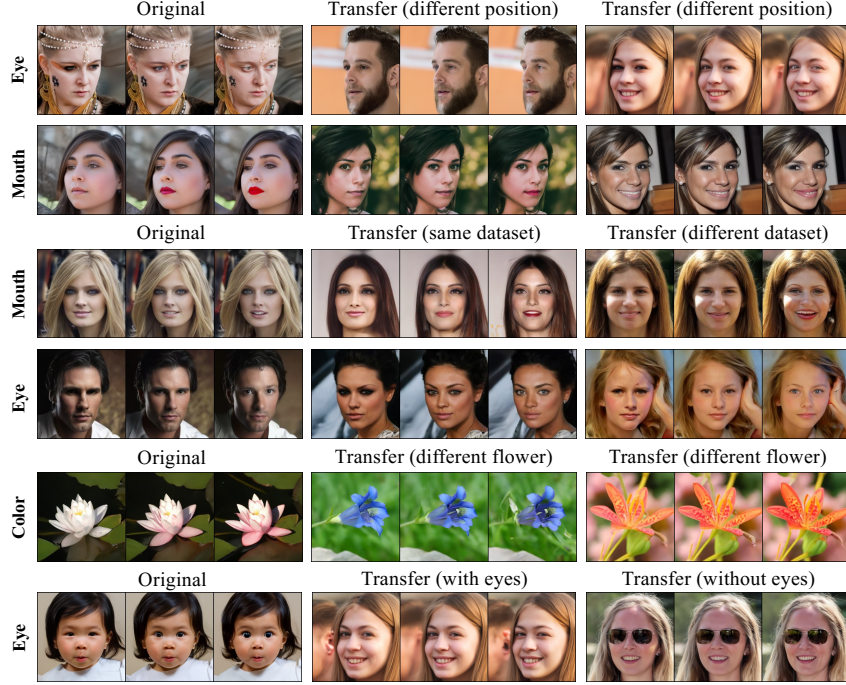 Original Transfer (different position) Transfer (different position)
Eye
Mouth
Original Transfer (same dataset) Transfer (different dataset)
Mouth
Eye
Original Transfer (different flower) Transfer (different flower)
Color
Original Transfer (with eyes) Transfer (without eyes)
Eye